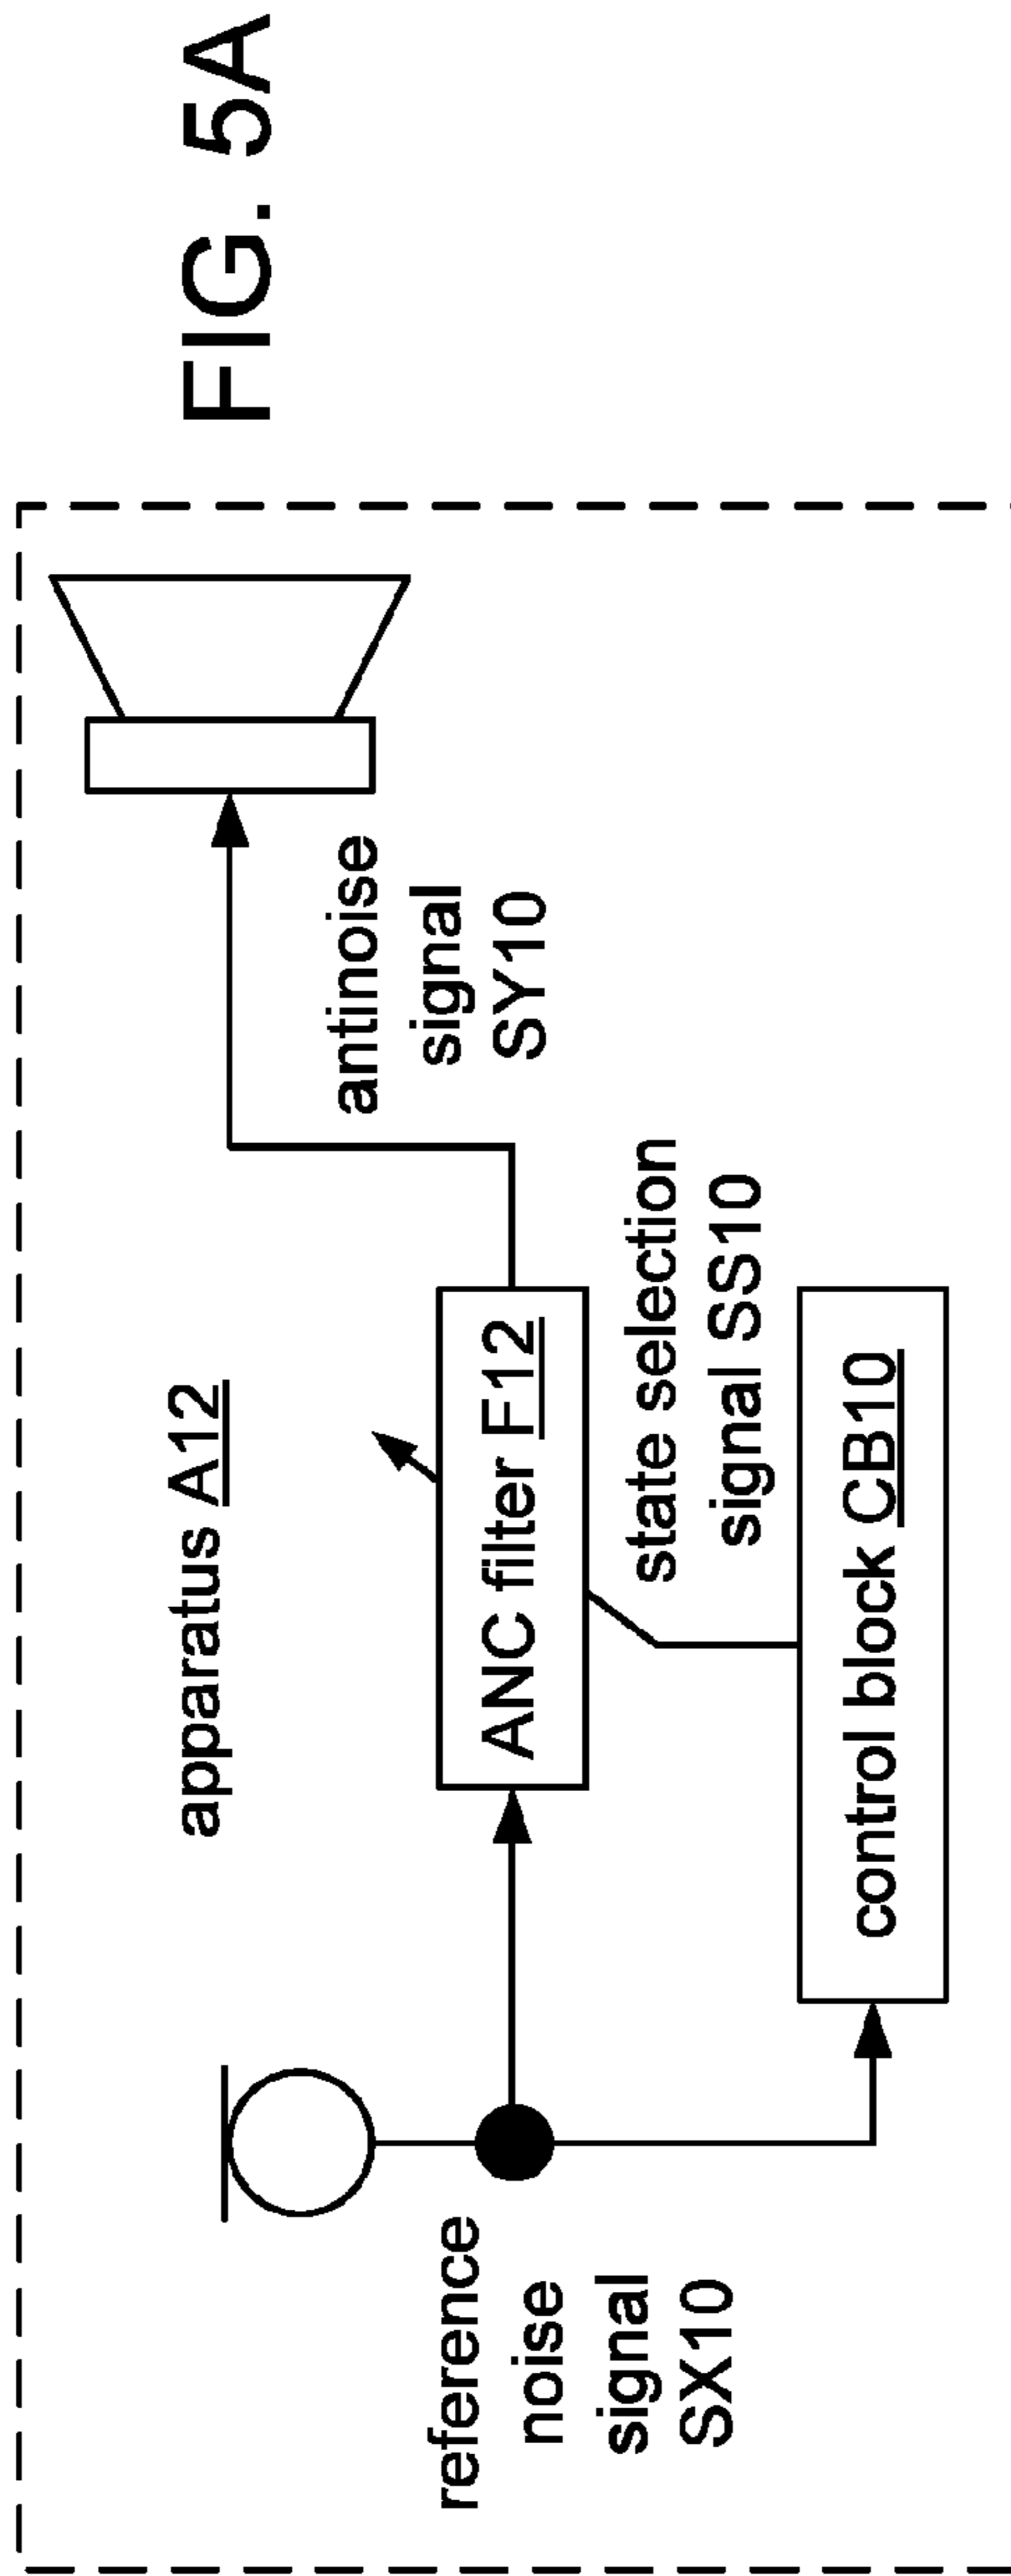 FIG. 5A
apparatus A12
antinoise
signal
SY10
ANC filter F12
state selection
signal SS10
reference
noise
signal
SX10
control block CB10